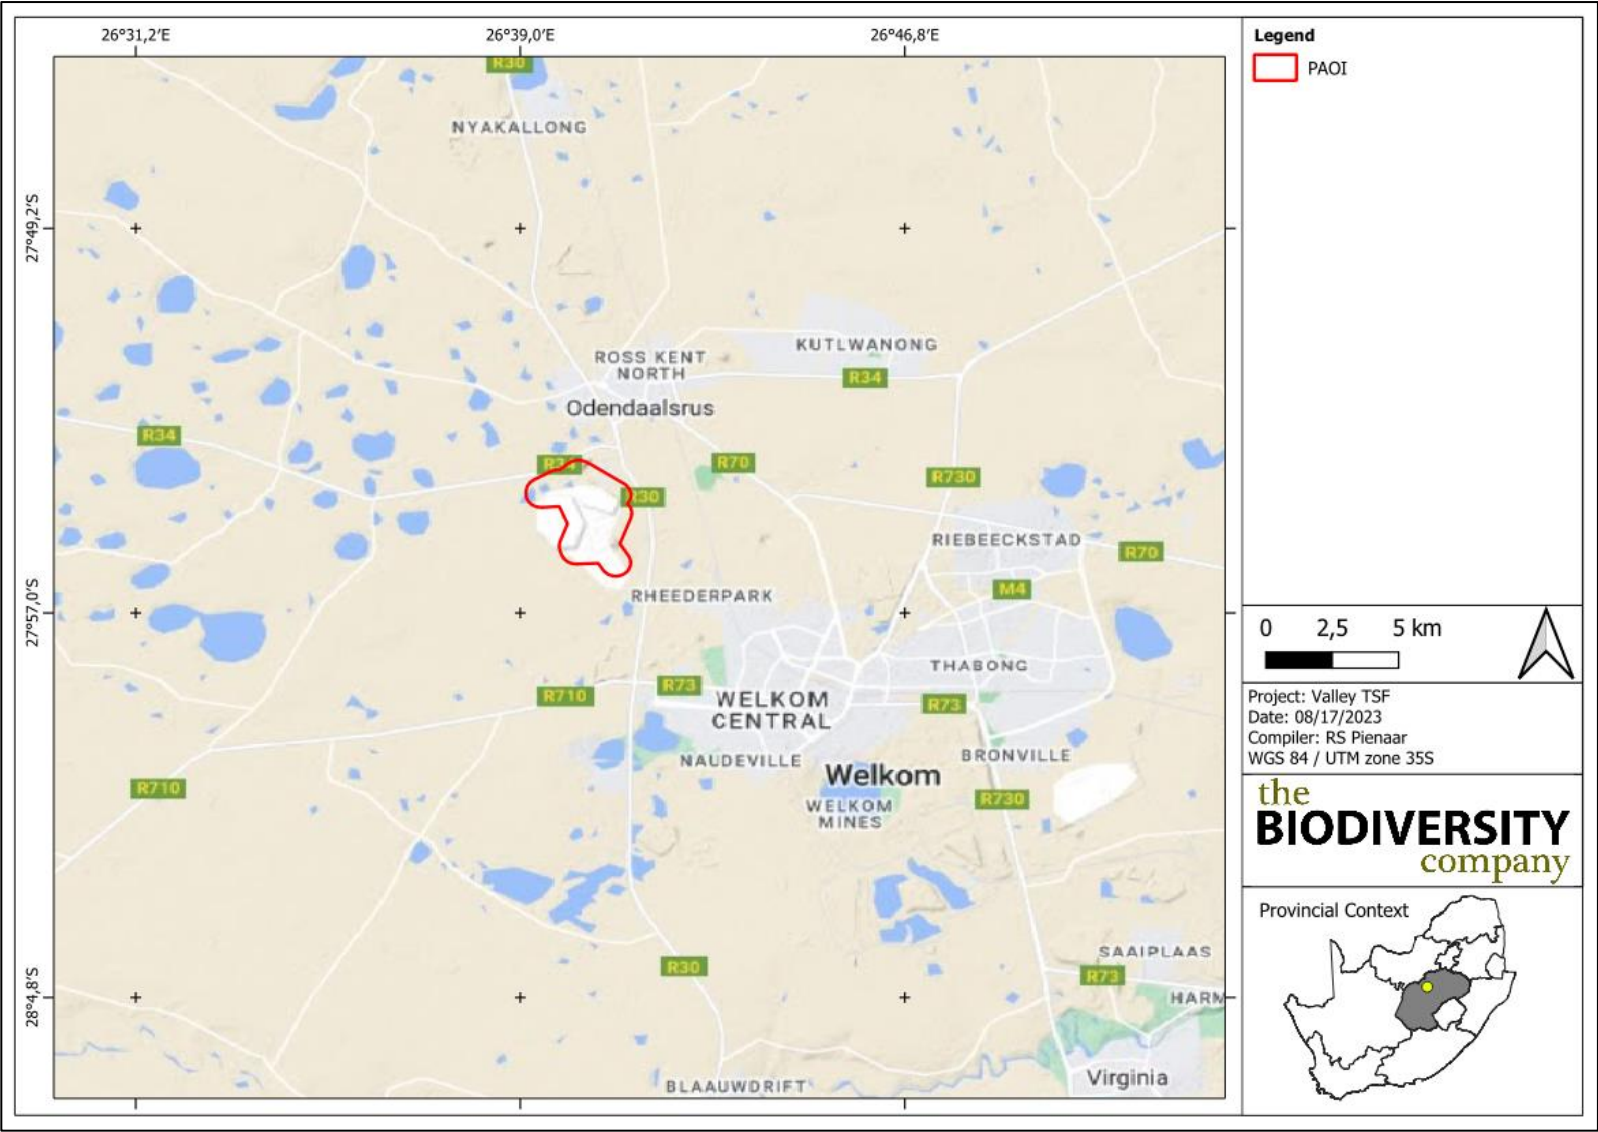 26°31,2'E
26°39,0'E
26°46,8'E
27°49,2'S
27°57,0'S
28°4,8'S
R30
NYAKALLONG
ROSS KENT
NORTH
KUTLWANONG
R34
Odendaalsrus
R34
R34
R70
R30
R730
RIEBEECKSTAD
R70
M4
RHEEDERPARK
THABONG
R73
R710
WELKOM
CENTRAL
R73
NAUDEVILLE
BRONVILLE
Welkom
R710
R730
WELKOM
MINES
SAAIPLAAS
R30
R73
HARM
Virginia
BLAAUWDRIFT
Legend
PAOI
0 2,5 5 km
Project: Valley TSF
Date: 08/17/2023
Compiler: RS Pienaar
WGS 84 / UTM zone 35S
the
BIODIVERSITY
company
Provincial Context